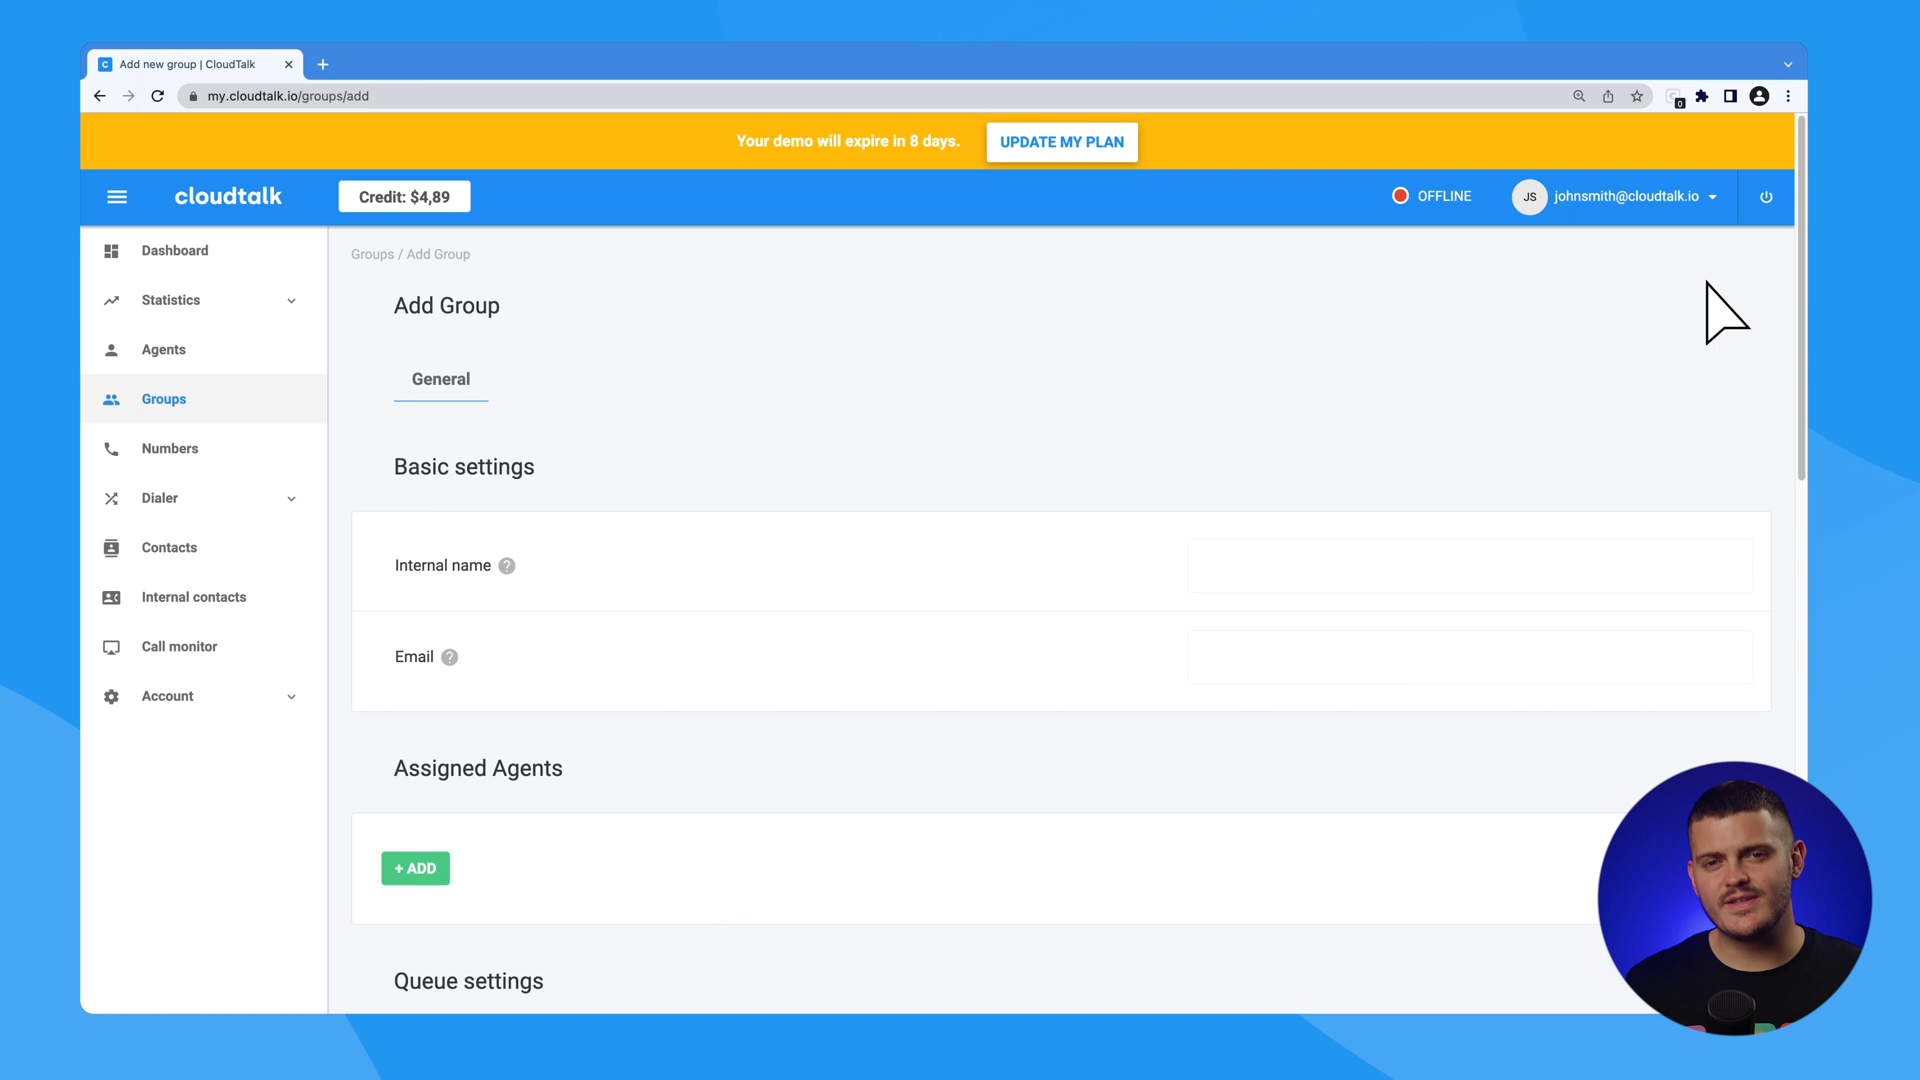 Add new group | CloudTalk
my.cloudtalk.io/groups/add
0
Your demo will expire in 8 days.
UPDATE MY PLAN
cloudtalk
Credit: $4,89
OFFLINE
JS
johnsmith@cloudtalk.io
Dashboard
Statistics
Agents
Groups
Numbers
Dialer
Contacts
Internal contacts
Call monitor
Account
Groups / Add Group
Add Group
General
Basic settings
Internal name ?
Email ?
Assigned Agents
+ ADD
Queue settings